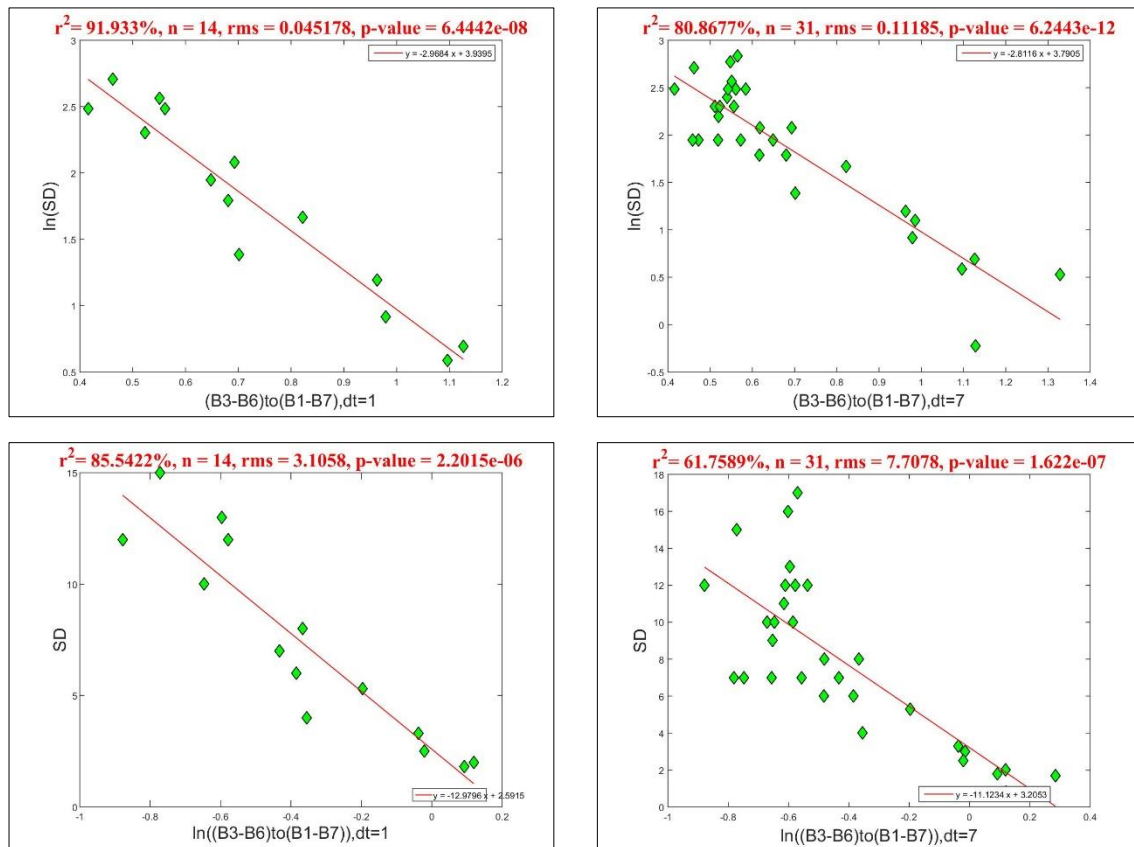 r²= 91.933%, n = 14, rms = 0.045178, p-value = 6.4442e-08
y = -2.9684 x + 3.9395
3
2.5
2
1.5
1
0.5
ln(SD)
0.4 0.5 0.6 0.7 0.8 0.9 1 1.1 1.2
(B3-B6)to(B1-B7),dt=1
r²= 80.8677%, n = 31, rms = 0.11185, p-value = 6.2443e-12
y = -2.8116 x + 3.7905
3
2.5
2
1.5
1
0.5
0
-0.5
ln(SD)
0.4 0.5 0.6 0.7 0.8 0.9 1 1.1 1.2 1.3 1.4
(B3-B6)to(B1-B7),dt=7
r²= 85.5422%, n = 14, rms = 3.1058, p-value = 2.2015e-06
15
10
5
0
SD
y = -12.9796 x + 2.5915
-1 -0.8 -0.6 -0.4 -0.2 0 0.2
ln((B3-B6)to(B1-B7)),dt=1
r²= 61.7589%, n = 31, rms = 7.7078, p-value = 1.622e-07
18
16
14
12
10
8
6
4
2
0
SD
y = -11.1234 x + 3.2053
-1 -0.8 -0.6 -0.4 -0.2 0 0.2 0.4
ln((B3-B6)to(B1-B7)),dt=7